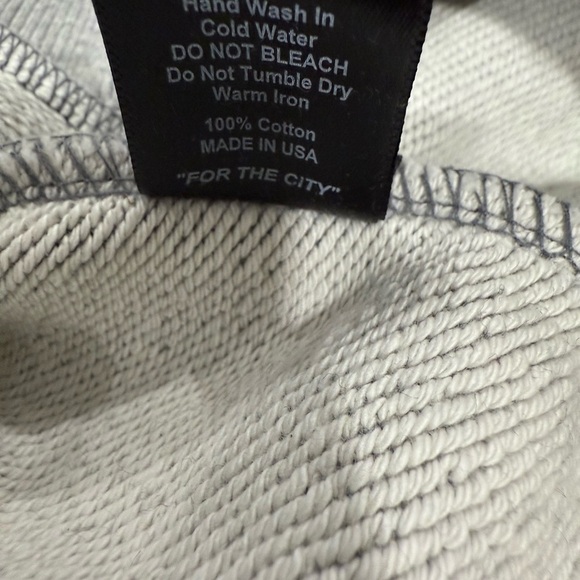 Hand Wash In
Cold Water
DO NOT BLEACH
Do Not Tumble Dry
Warm Iron
100% Cotton
MADE IN USA
"FOR THE CITY"